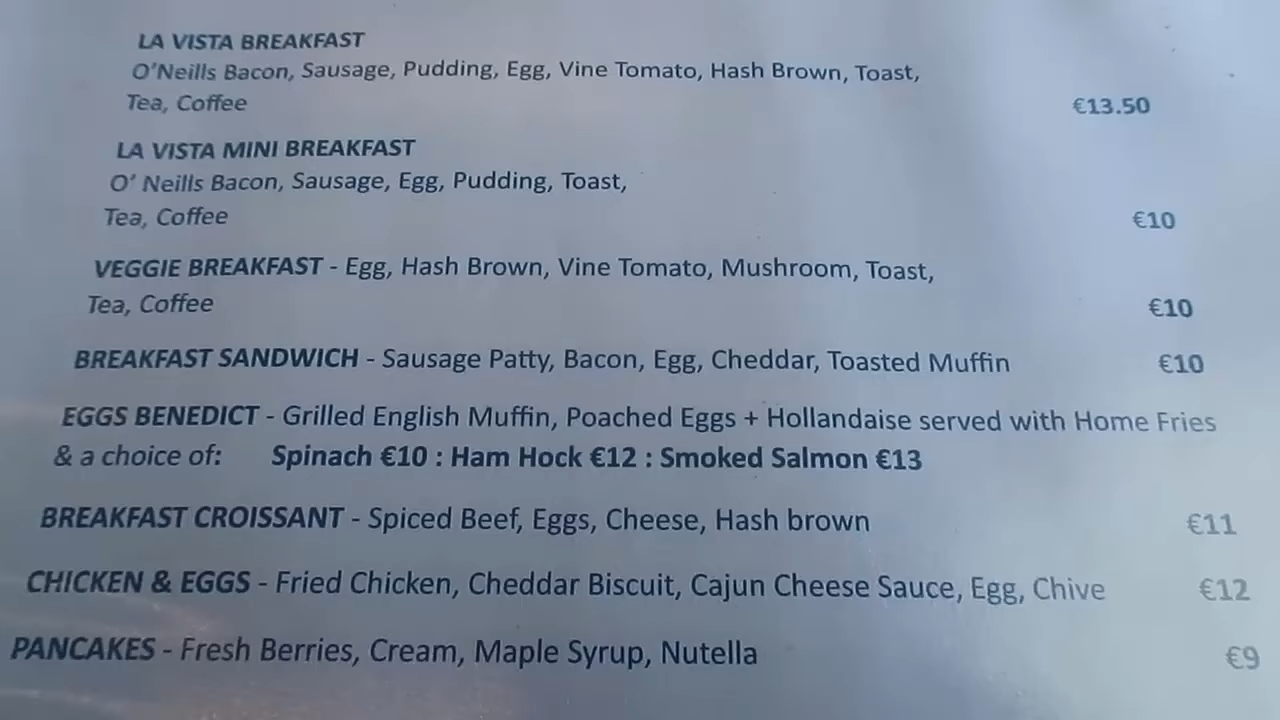 LA VISTA BREAKFAST
O'Neills Bacon, Sausage, Pudding, Egg, Vine Tomato, Hash Brown, Toast,
Tea, Coffee €13.50
LA VISTA MINI BREAKFAST
O' Neills Bacon, Sausage, Egg, Pudding, Toast,
Tea, Coffee €10
VEGGIE BREAKFAST - Egg, Hash Brown, Vine Tomato, Mushroom, Toast,
Tea, Coffee €10
BREAKFAST SANDWICH - Sausage Patty, Bacon, Egg, Cheddar, Toasted Muffin €10
EGGS BENEDICT - Grilled English Muffin, Poached Eggs + Hollandaise served with Home Fries
& a choice of: Spinach €10 : Ham Hock €12 : Smoked Salmon €13
BREAKFAST CROISSANT - Spiced Beef, Eggs, Cheese, Hash brown €11
CHICKEN & EGGS - Fried Chicken, Cheddar Biscuit, Cajun Cheese Sauce, Egg, Chive €12
PANCAKES - Fresh Berries, Cream, Maple Syrup, Nutella €9